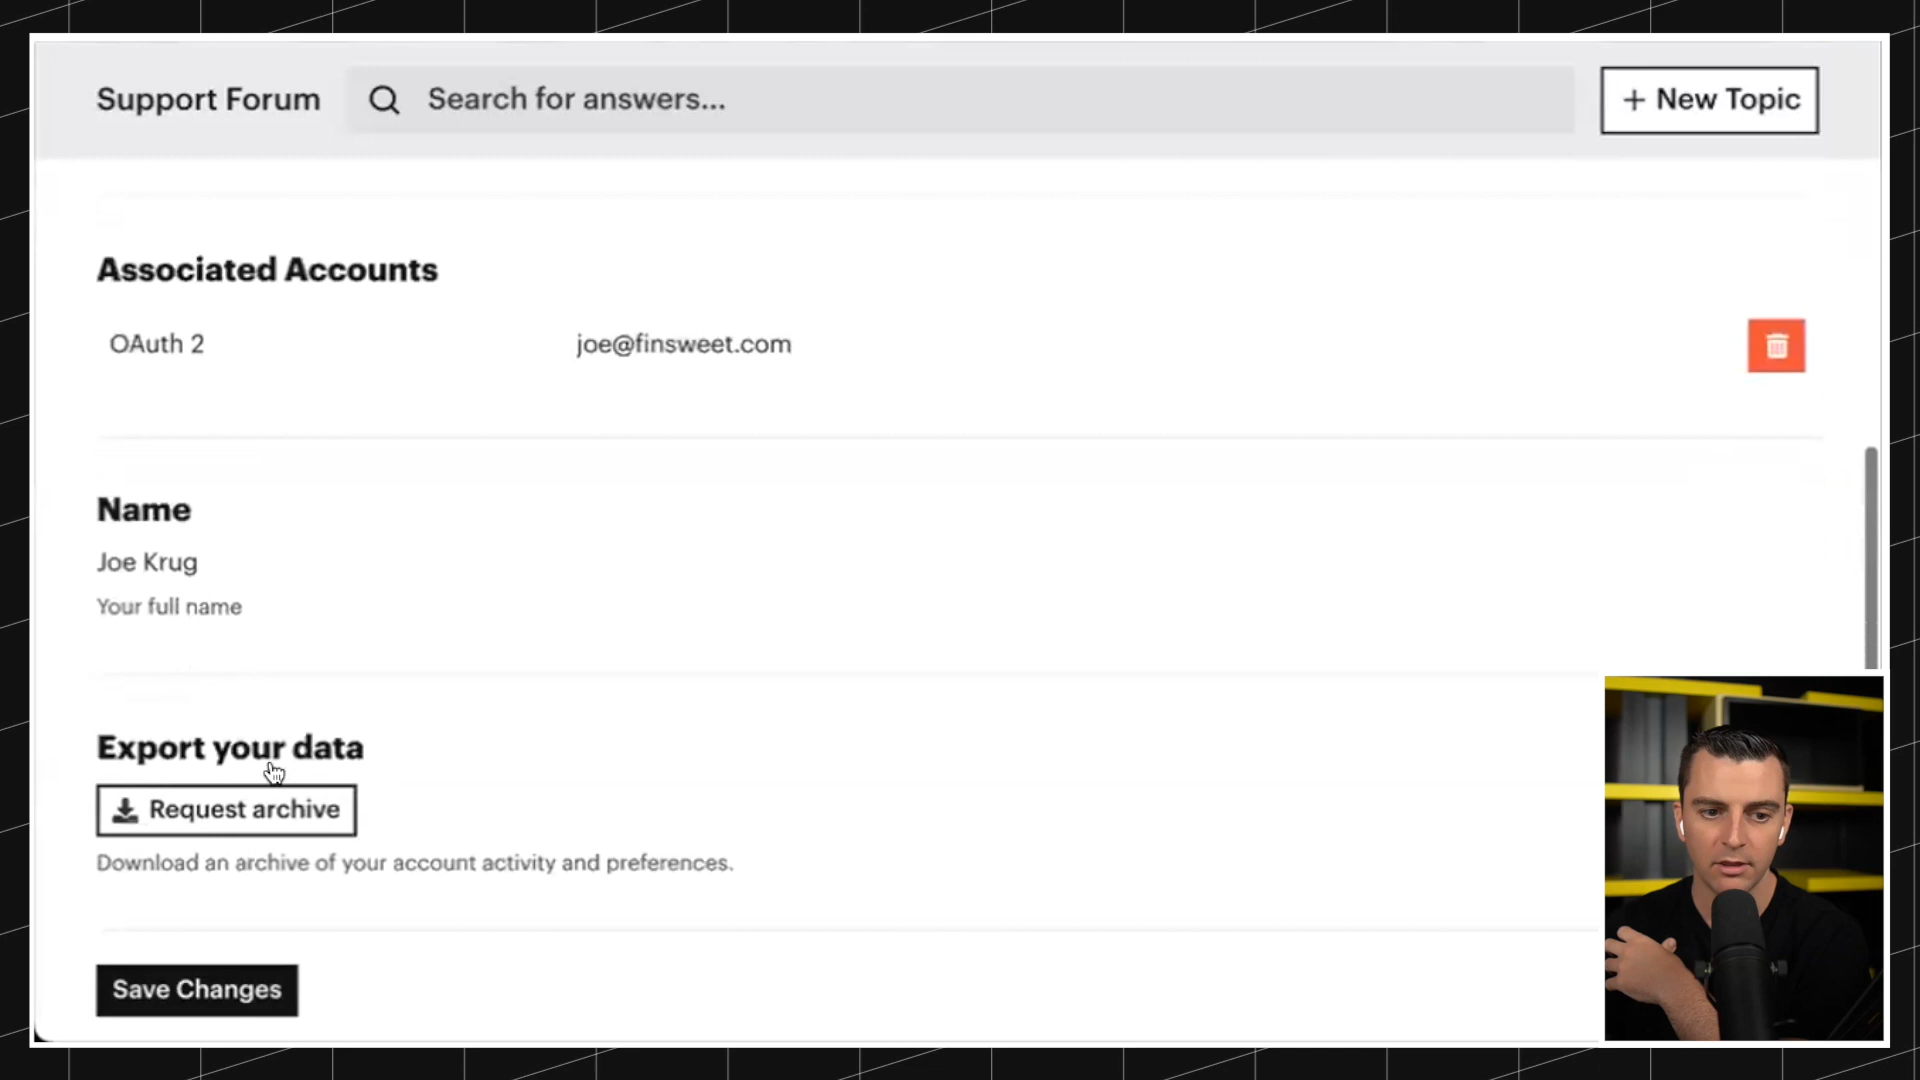 Support Forum
Search for answers...
+ New Topic
Associated Accounts
OAuth 2
joe@finsweet.com
Name
Joe Krug
Your full name
Export your data
Request archive
Download an archive of your account activity and preferences.
Save Changes